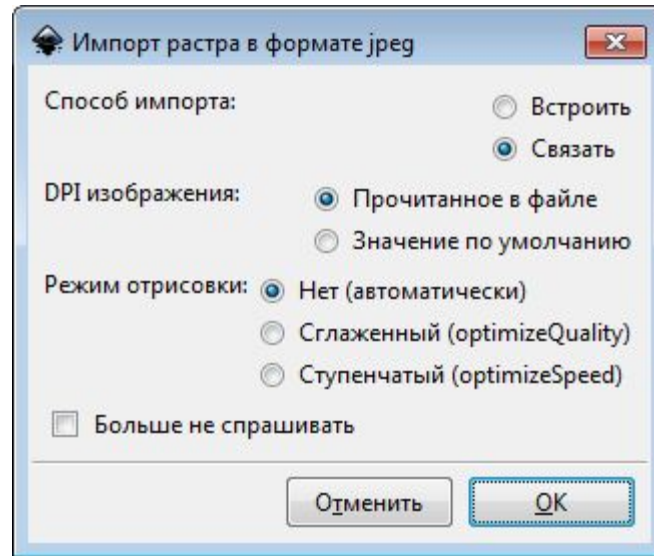 Импорт растра в формате jpeg
Способ импорта:
Встроить
Связать
DPI изображения:
Прочитанное в файле
Значение по умолчанию
Режим отрисовки:
Нет (автоматически)
Сглаженный (optimizeQuality)
Ступенчатый (optimizeSpeed)
Больше не спрашивать
Отменить
OK